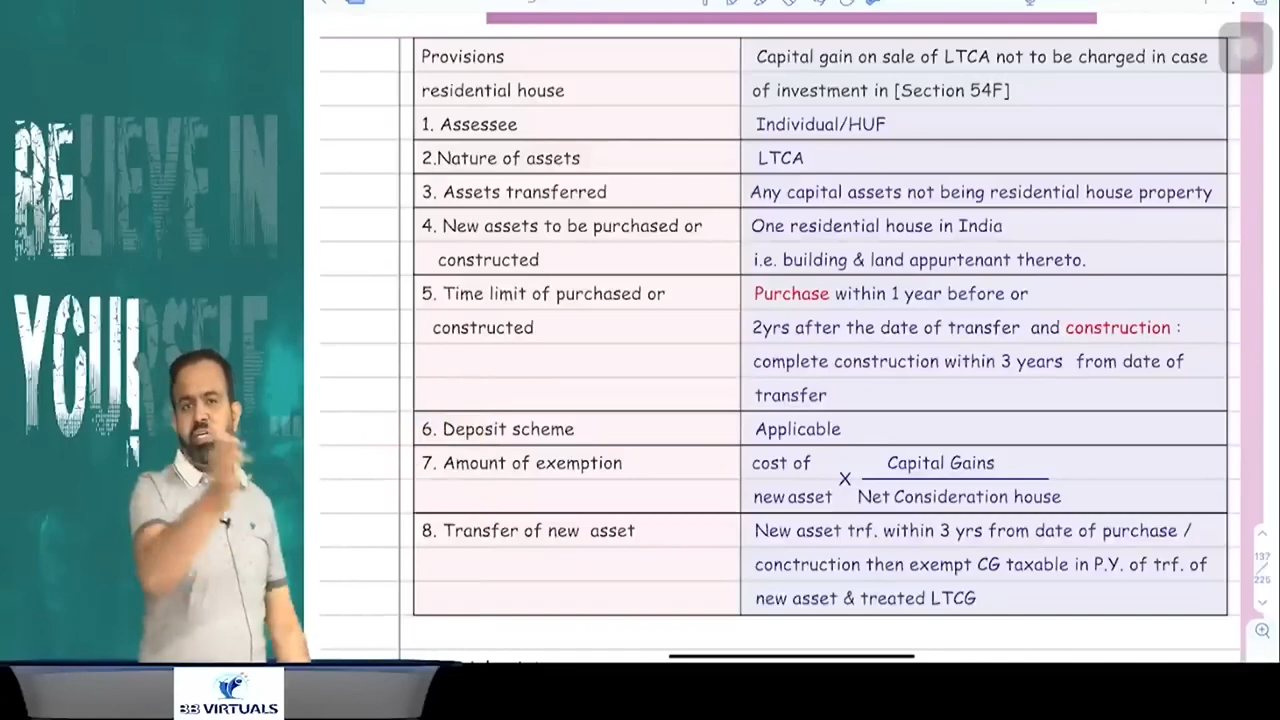 BELIEVE IN
YOURSELF...
Provisions
residential house
Capital gain on sale of LTCA not to be charged in case
of investment in [Section 54F]
1. Assessee
Individual/HUF
2.Nature of assets
LTCA
3. Assets transferred
Any capital assets not being residential house property
4. New assets to be purchased or
constructed
One residential house in India
i.e. building & land appurtenant thereto.
5. Time limit of purchased or
constructed
Purchase within 1 year before or
2yrs after the date of transfer and construction :
complete construction within 3 years from date of
transfer
6. Deposit scheme
Applicable
7. Amount of exemption
cost of
new asset
X
Capital Gains
Net Consideration house
8. Transfer of new asset
New asset trf. within 3 yrs from date of purchase /
conctruction then exempt CG taxable in P.Y. of trf. of
new asset & treated LTCG
137
/
225
BB VIRTUALS